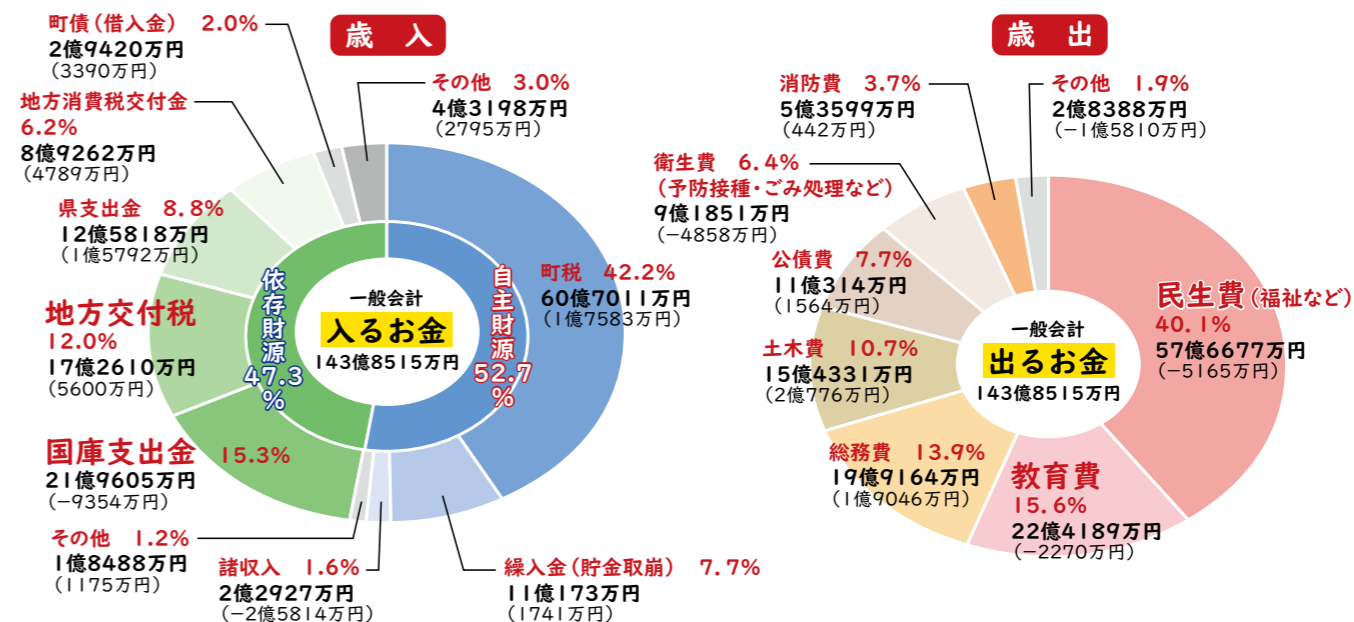 歳 入
町債（借入金） 2.0%
2億9420万円
（3390万円）
地方消費税交付金
6.2%
8億9262万円
（4789万円）
県支出金 8.8%
12億5818万円
（1億5792万円）
地方交付税
12.0%
17億2610万円
（5600万円）
国庫支出金 15.3%
21億9605万円
（−9354万円）
その他 1.2%
1億8488万円
（1175万円）
諸収入 1.6%
2億2927万円
（−2億5814万円）
繰入金（貯金取崩） 7.7%
11億173万円
（1741万円）
町税 42.2%
60億7011万円
（1億7583万円）
その他 3.0%
4億3198万円
（2795万円）
依存財源
47.3
%
自主財源
52.7
%
一般会計
入るお金
143億8515万円
歳 出
消防費 3.7%
5億3599万円
（442万円）
その他 1.9%
2億8388万円
（−1億5810万円）
衛生費 6.4%
（予防接種・ごみ処理など）
9億1851万円
（−4858万円）
公債費 7.7%
11億314万円
（1564万円）
土木費 10.7%
15億4331万円
（2億776万円）
総務費 13.9%
19億9164万円
（1億9046万円）
教育費
15.6%
22億4189万円
（−2270万円）
民生費（福祉など）
40.1%
57億6677万円
（−5165万円）
一般会計
出るお金
143億8515万円